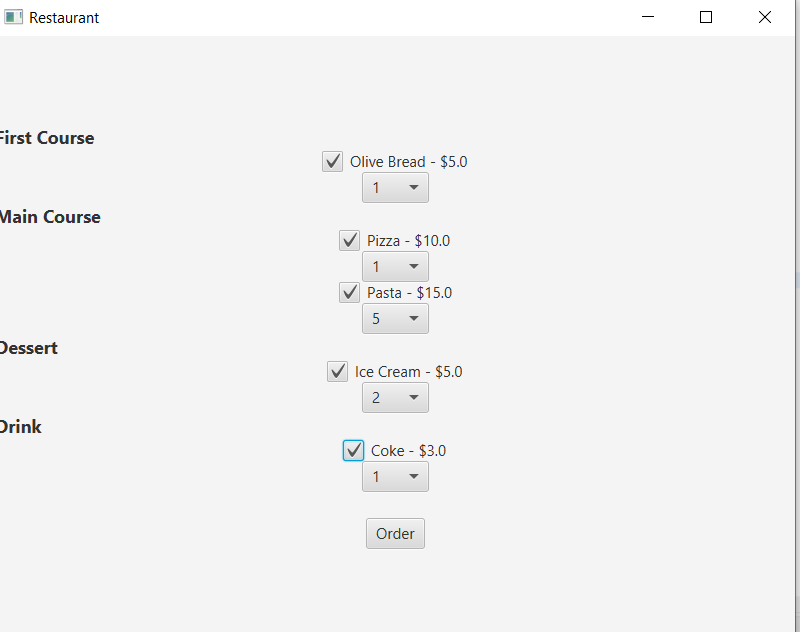 Restaurant
First Course
Olive Bread - $5.0
1
Main Course
Pizza - $10.0
1
Pasta - $15.0
5
Dessert
Ice Cream - $5.0
2
Drink
Coke - $3.0
1
Order